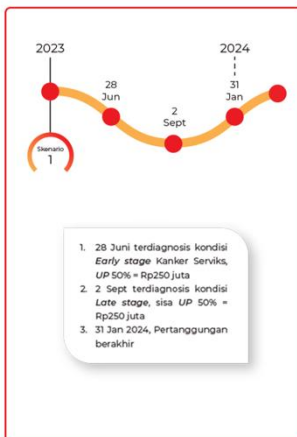 2023
2024
28
Jun
31
Jan
2
Sept
Skenario
1
1. 28 Juni terdiagnosis kondisi
Early stage Kanker Serviks,
UP 50% = Rp250 juta
2. 2 Sept terdiagnosis kondisi
Late stage, sisa UP 50% =
Rp250 juta
3. 31 Jan 2024, Pertanggungan
berakhir